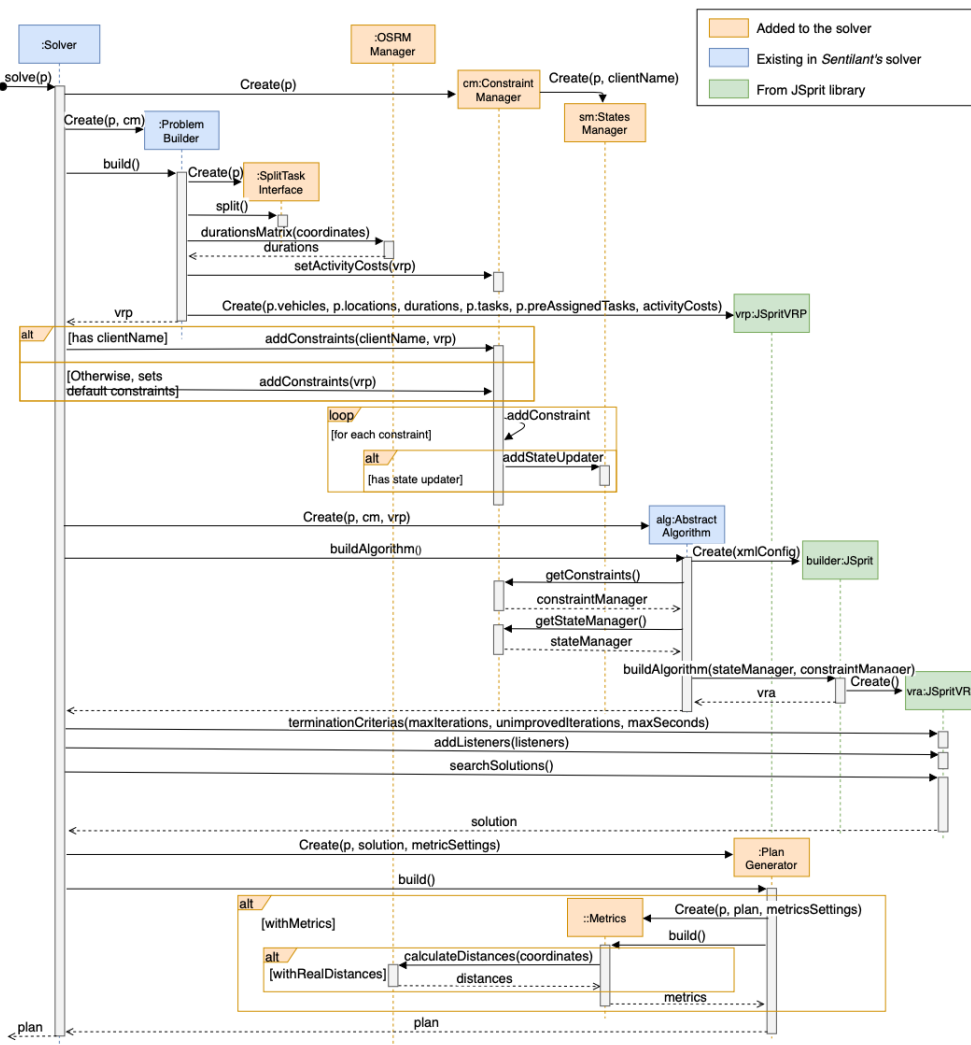 Added to the solver
Existing in Sentilant's solver
From JSprit library
:Solver
:OSRM
Manager
solve(p)
Create(p)
cm:Constraint
Manager
Create(p, clientName)
sm:States
Manager
Create(p, cm)
:Problem
Builder
build()
Create(p)
:SplitTask
Interface
split()
durationsMatrix(coordinates)
durations
setActivityCosts(vrp)
Create(p.vehicles, p.locations, durations, p.tasks, p.preAssignedTasks, activityCosts)
vrp:JSpritVRP
vrp
alt
[has clientName]
addConstraints(clientName, vrp)
[Otherwise, sets
default constraints]
addConstraints(vrp)
loop
[for each constraint]
addConstraint
alt
[has state updater]
addStateUpdater
Create(p, cm, vrp)
alg:Abstract
Algorithm
buildAlgorithm()
Create(xmlConfig)
builder:JSprit
getConstraints()
constraintManager
getStateManager()
stateManager
buildAlgorithm(stateManager, constraintManager)
Create()
vra:JSpritVR
vra
terminationCriterias(maxIterations, unimprovedIterations, maxSeconds)
addListeners(listeners)
searchSolutions()
solution
Create(p, solution, metricSettings)
:Plan
Generator
build()
alt
[withMetrics]
::Metrics
Create(p, plan, metricsSettings)
build()
alt
[withRealDistances]
calculateDistances(coordinates)
distances
metrics
plan
plan